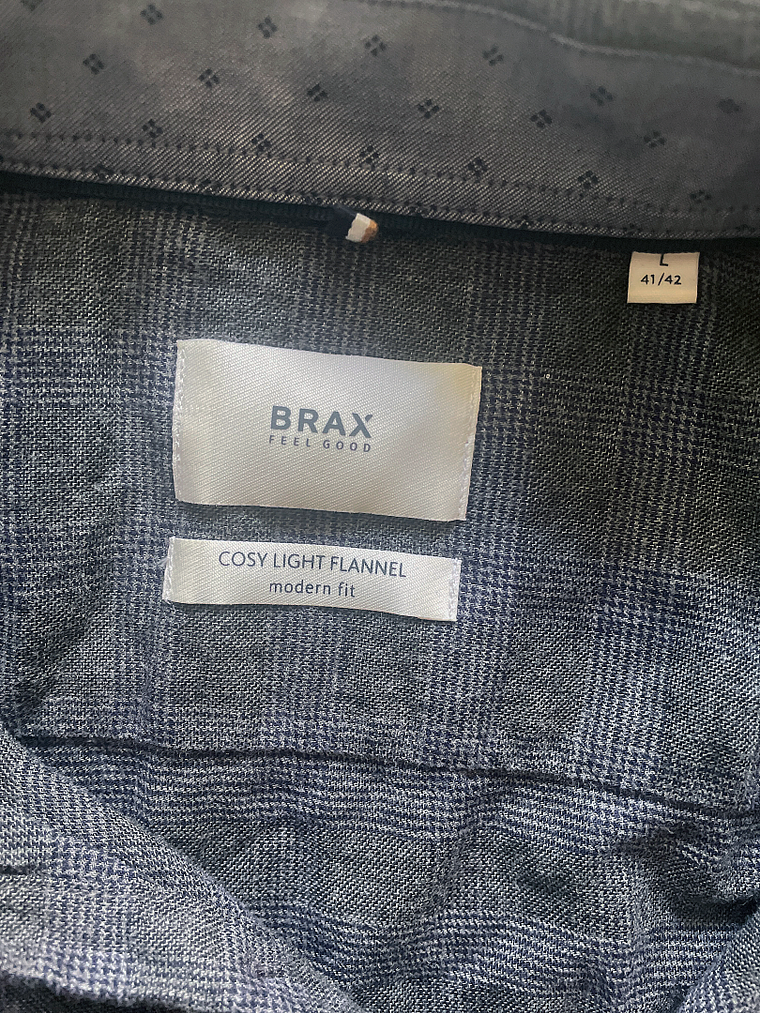 L
41/42
BRAX
FEEL GOOD
COSY LIGHT FLANNEL
modern fit